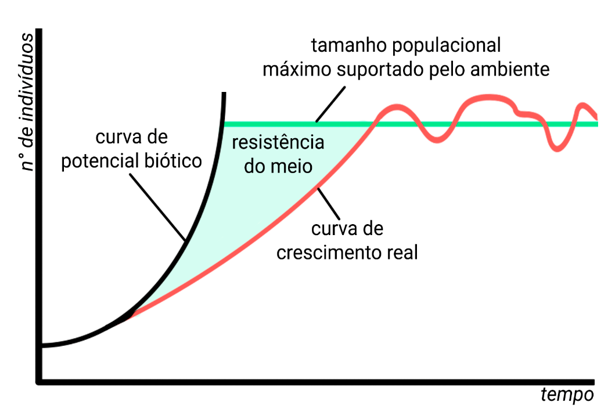 n° de indivíduos
tamanho populacional
máximo suportado pelo ambiente
curva de
potencial biótico
resistência
do meio
curva de
crescimento real
tempo